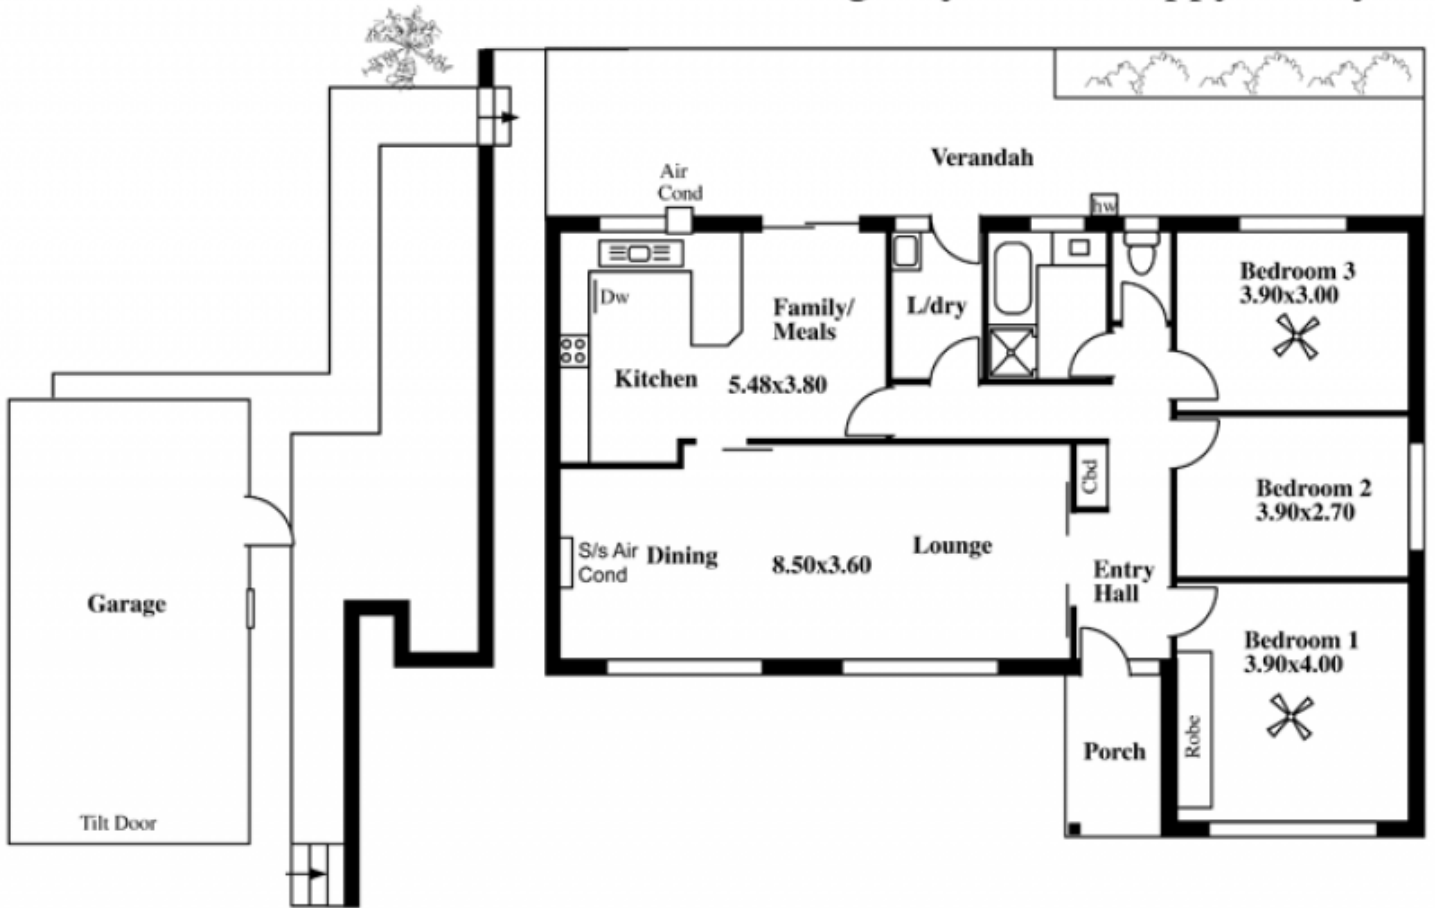 Verandah
Air
Cond
hw
Bedroom 3
3.90x3.00
Dw
Family/
Meals
L/dry
Kitchen
5.48x3.80
Cbd
Bedroom 2
3.90x2.70
S/s Air
Cond
Dining
8.50x3.60
Lounge
Entry
Hall
Garage
Bedroom 1
3.90x4.00
Robe
Porch
Tilt Door